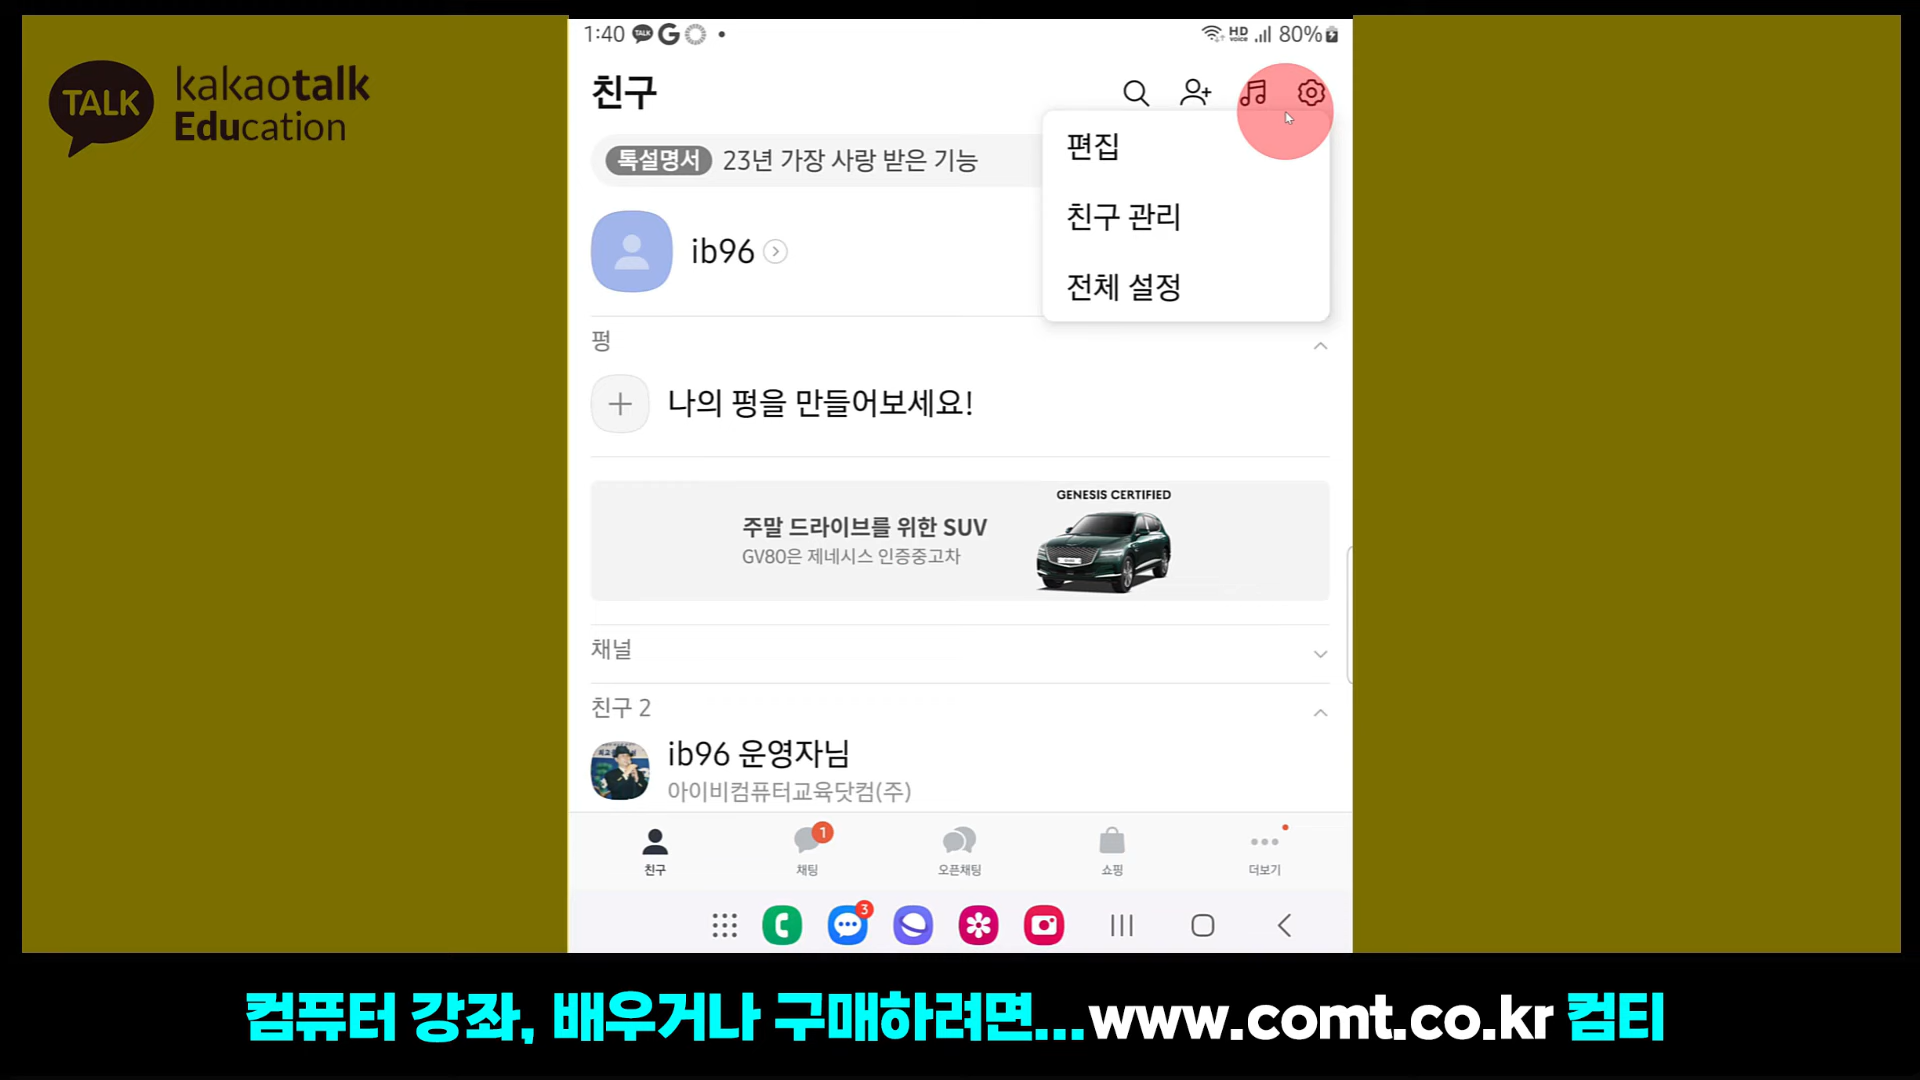 TALK
kakaotalk
Education
1:40
HD voice
80%
친구
톡설명서 23년 가장 사랑 받은 기능
편집
친구 관리
전체 설정
ib96
펑
나의 펑을 만들어보세요!
주말 드라이브를 위한 SUV
GV80은 제네시스 인증중고차
GENESIS CERTIFIED
채널
친구 2
ib96 운영자님
아이비컴퓨터교육닷컴(주)
1
친구
채팅
오픈채팅
쇼핑
더보기
3
컴퓨터 강좌, 배우거나 구매하려면...www.comt.co.kr 컴티